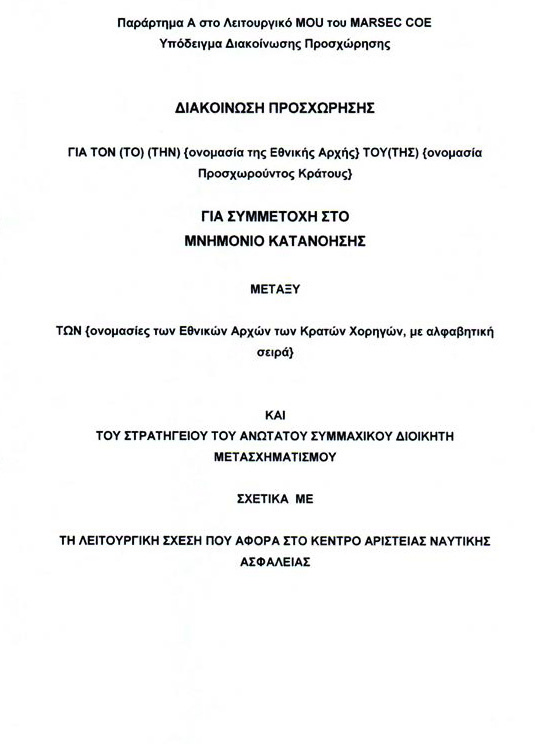 Παράρτημα Α στο Λειτουργικό MOU του MARSEC COE
Υπόδειγμα Διακοίνωσης Προσχώρησης
ΔΙΑΚΟΙΝΩΣΗ ΠΡΟΣΧΩΡΗΣΗΣ
ΓΙΑ ΤΟΝ (ΤΟ) (ΤΗΝ) {ονομασία της Εθνικής Αρχής} ΤΟΥ(ΤΗΣ) {ονομασία
Προσχωρούντος Κράτους}
ΓΙΑ ΣΥΜΜΕΤΟΧΗ ΣΤΟ
ΜΝΗΜΟΝΙΟ ΚΑΤΑΝΟΗΣΗΣ
ΜΕΤΑΞΥ
ΤΩΝ {ονομασίες των Εθνικών Αρχών των Κρατών Χορηγών, με αλφαβητική
σειρά}
ΚΑΙ
ΤΟΥ ΣΤΡΑΤΗΓΕΙΟΥ ΤΟΥ ΑΝΩΤΑΤΟΥ ΣΥΜΜΑΧΙΚΟΥ ΔΙΟΙΚΗΤΗ
ΜΕΤΑΣΧΗΜΑΤΙΣΜΟΥ
ΣΧΕΤΙΚΑ ΜΕ
ΤΗ ΛΕΙΤΟΥΡΓΙΚΗ ΣΧΕΣΗ ΠΟΥ ΑΦΟΡΑ ΣΤΟ ΚΕΝΤΡΟ ΑΡΙΣΤΕΙΑΣ ΝΑΥΤΙΚΗΣ
ΑΣΦΑΛΕΙΑΣ